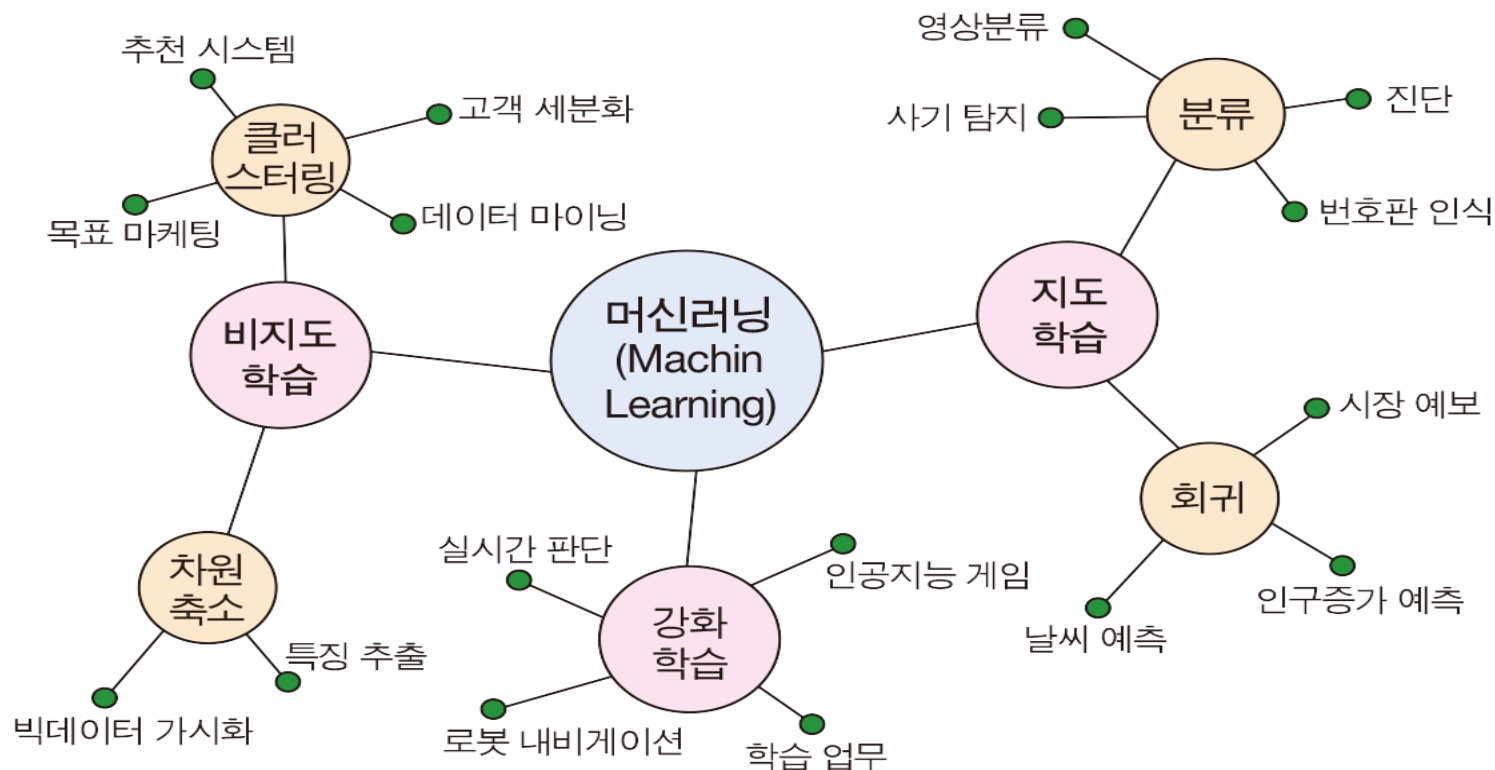 추천 시스템
고객 세분화
클러
스터링
목표 마케팅
데이터 마이닝
비지도
학습
차원
축소
특징 추출
빅데이터 가시화
머신러닝
(Machin
Learning)
실시간 판단
인공지능 게임
강화
학습
로봇 내비게이션
학습 업무
영상분류
진단
사기 탐지
분류
번호판 인식
지도
학습
시장 예보
회귀
인구증가 예측
날씨 예측